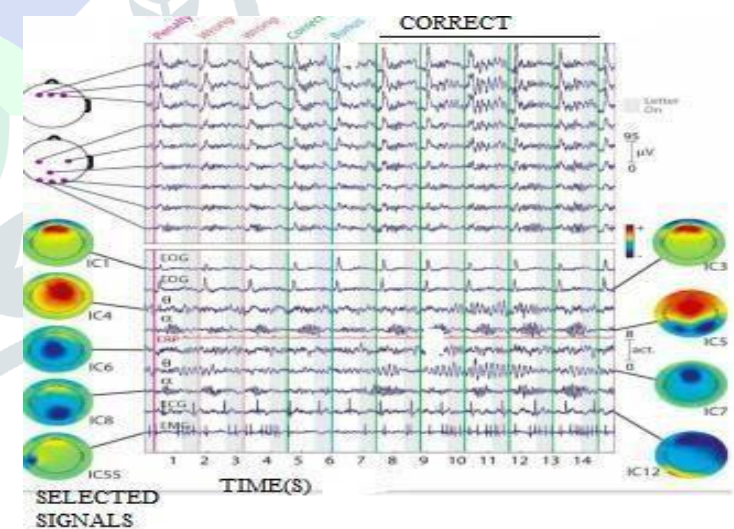 CORRECT
Penalty Wrong Wrong Correct Bonus
Letter
On
95
μV
0
+
-
EOG
IC1
IC3
EOG
θ
IC4
α
IC5
8
act.
0
ERP
IC6
θ
IC7
α
IC8
ECG
EMG
IC55
IC12
1 2 3 4 5 6 7 8 9 10 11 12 13 14
TIME(S)
SELECTED
SIGNALS